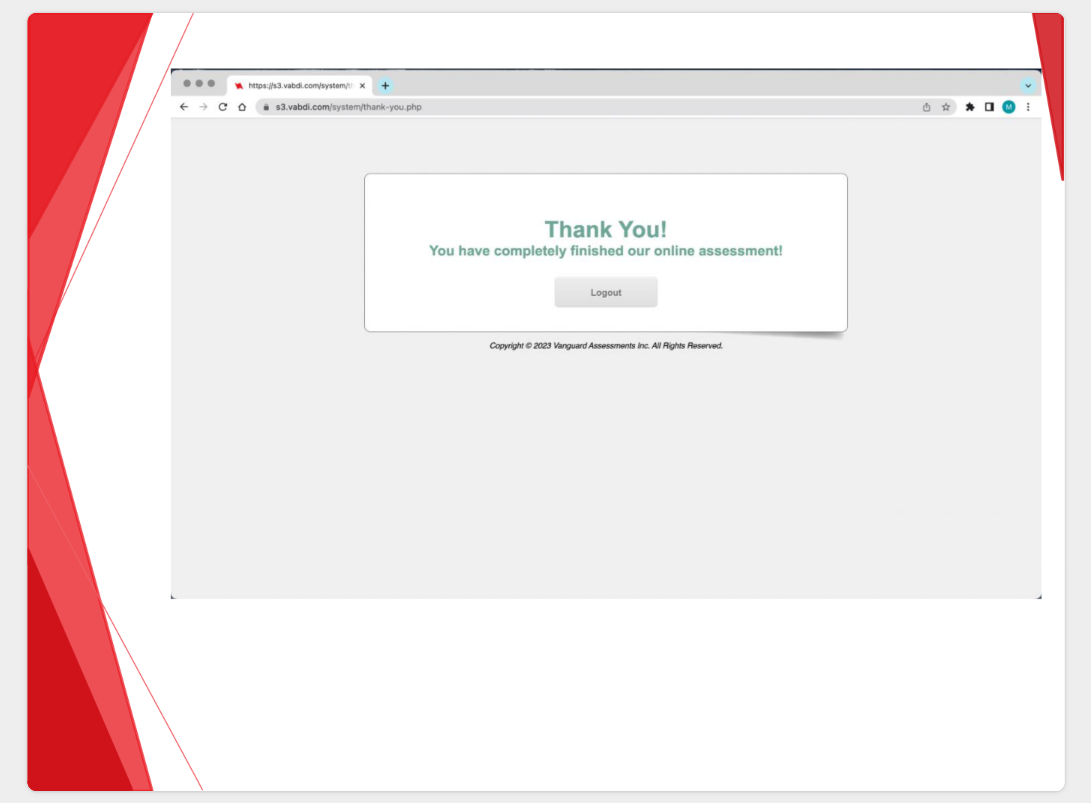 https://s3.vabdi.com/system/t
s3.vabdi.com/system/thank-you.php
M
Thank You!
You have completely finished our online assessment!
Logout
Copyright © 2023 Vanguard Assessments Inc. All Rights Reserved.